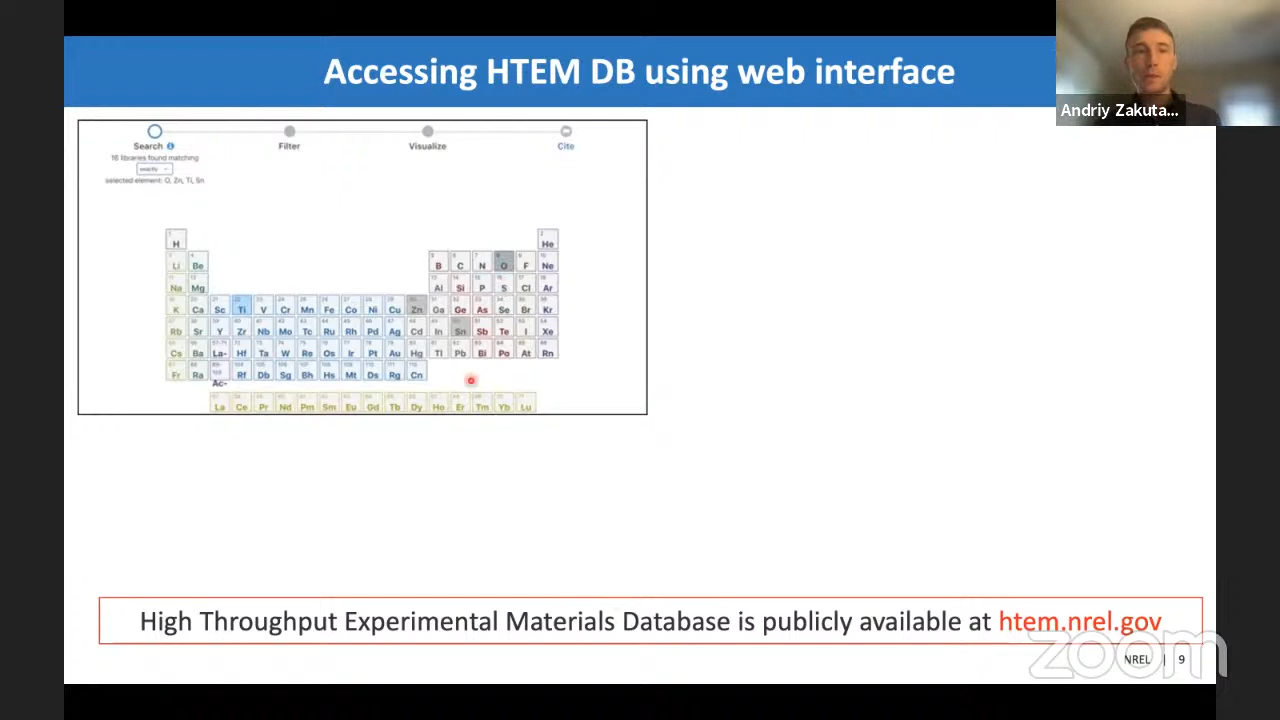 Accessing HTEM DB using web interface
Andriy Zakuta...
Search Filter Visualize Cite
16 libraries found matching
exactly
selected element: O, Zn, Ti, Sn
H He
Li Be B C N O F Ne
Na Mg Al Si P S Cl Ar
K Ca Sc Ti V Cr Mn Fe Co Ni Cu Zn Ga Ge As Se Br Kr
Rb Sr Y Zr Nb Mo Tc Ru Rh Pd Ag Cd In Sn Sb Te I Xe
Cs Ba La- Hf Ta W Re Os Ir Pt Au Hg Tl Pb Bi Po At Rn
Fr Ra Ac- Rf Db Sg Bh Hs Mt Ds Rg Cn
La Ce Pr Nd Pm Sm Eu Gd Tb Dy Ho Er Tm Yb Lu
High Throughput Experimental Materials Database is publicly available at htem.nrel.gov
zoom
NREL | 9